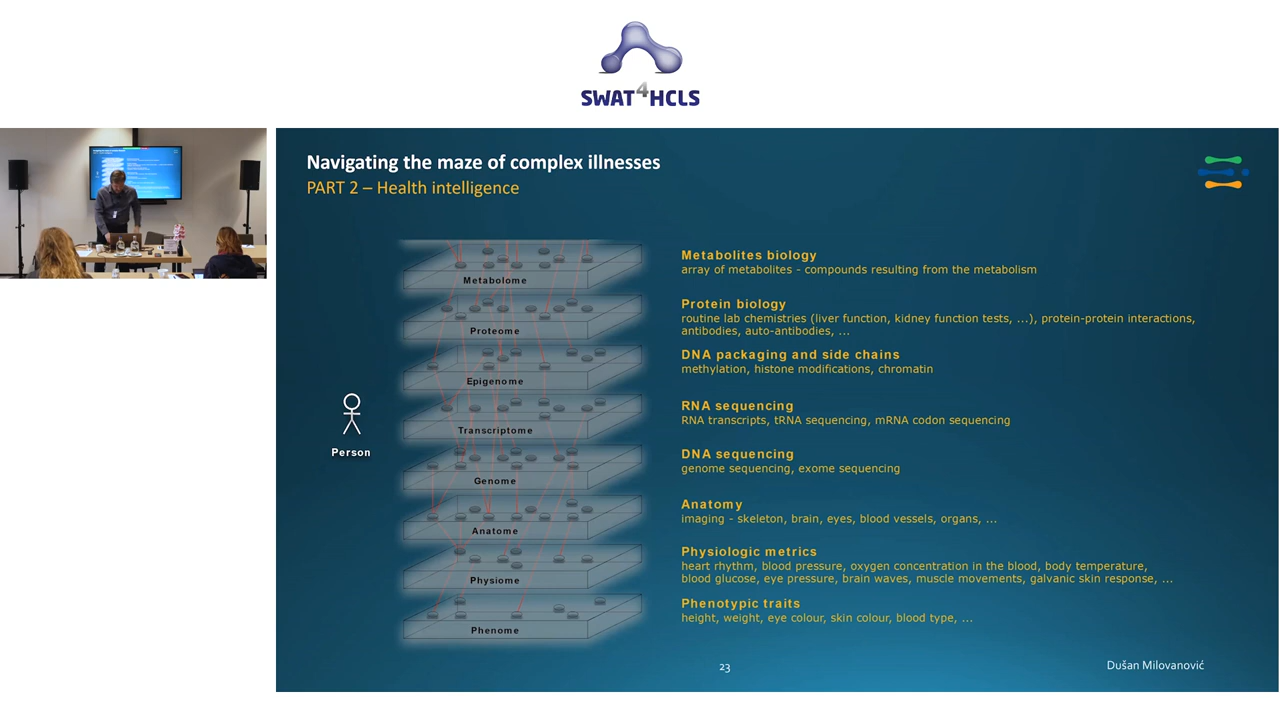 SWAT4HCLS
Navigating the maze of complex illnesses
PART 2 – Health intelligence
Metabolome
Metabolites biology
array of metabolites - compounds resulting from the metabolism
Proteome
Protein biology
routine lab chemistries (liver function, kidney function tests, ...), protein-protein interactions,
antibodies, auto-antibodies, ...
Epigenome
DNA packaging and side chains
methylation, histone modifications, chromatin
Person
Transcriptome
RNA sequencing
RNA transcripts, tRNA sequencing, mRNA codon sequencing
Genome
DNA sequencing
genome sequencing, exome sequencing
Anatome
Anatomy
imaging - skeleton, brain, eyes, blood vessels, organs, ...
Physiome
Physiologic metrics
heart rhythm, blood pressure, oxygen concentration in the blood, body temperature,
blood glucose, eye pressure, brain waves, muscle movements, galvanic skin response, ...
Phenome
Phenotypic traits
height, weight, eye colour, skin colour, blood type, ...
23
Dušan Milovanović